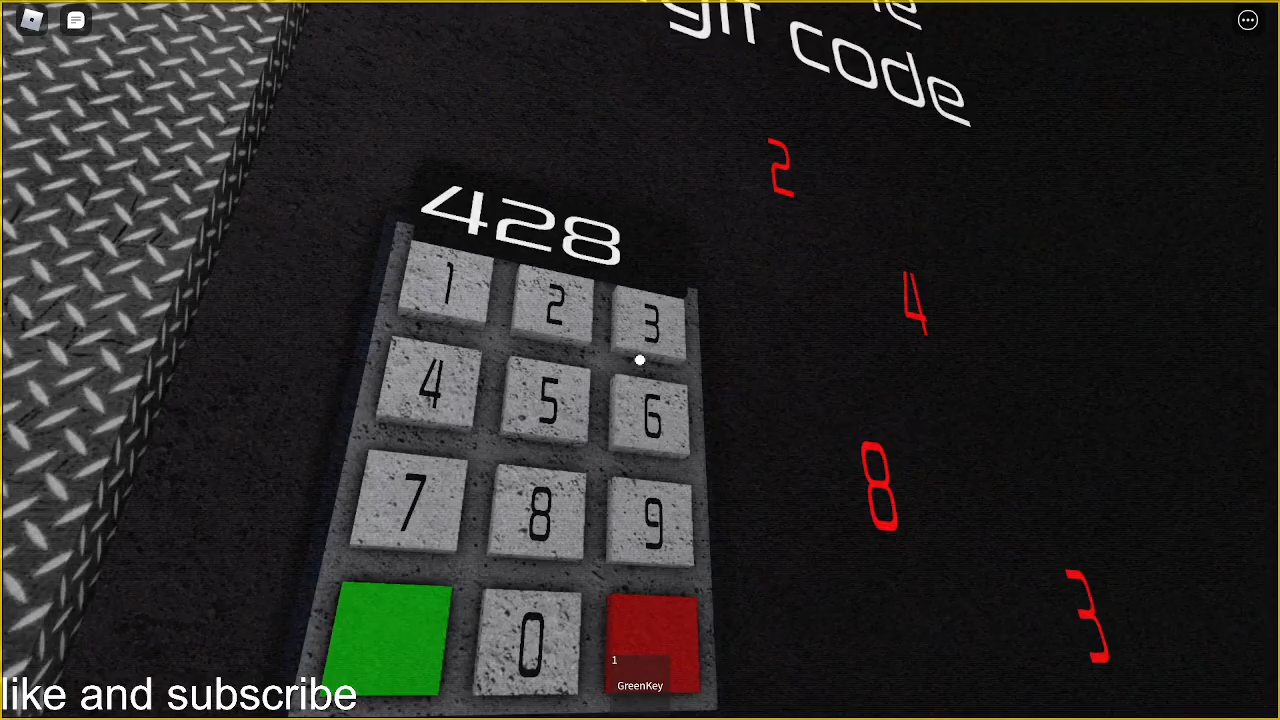 code
2
428
1 2 3
4
4 5 6
8
7 8 9
3
0
1
GreenKey
like and subscribe